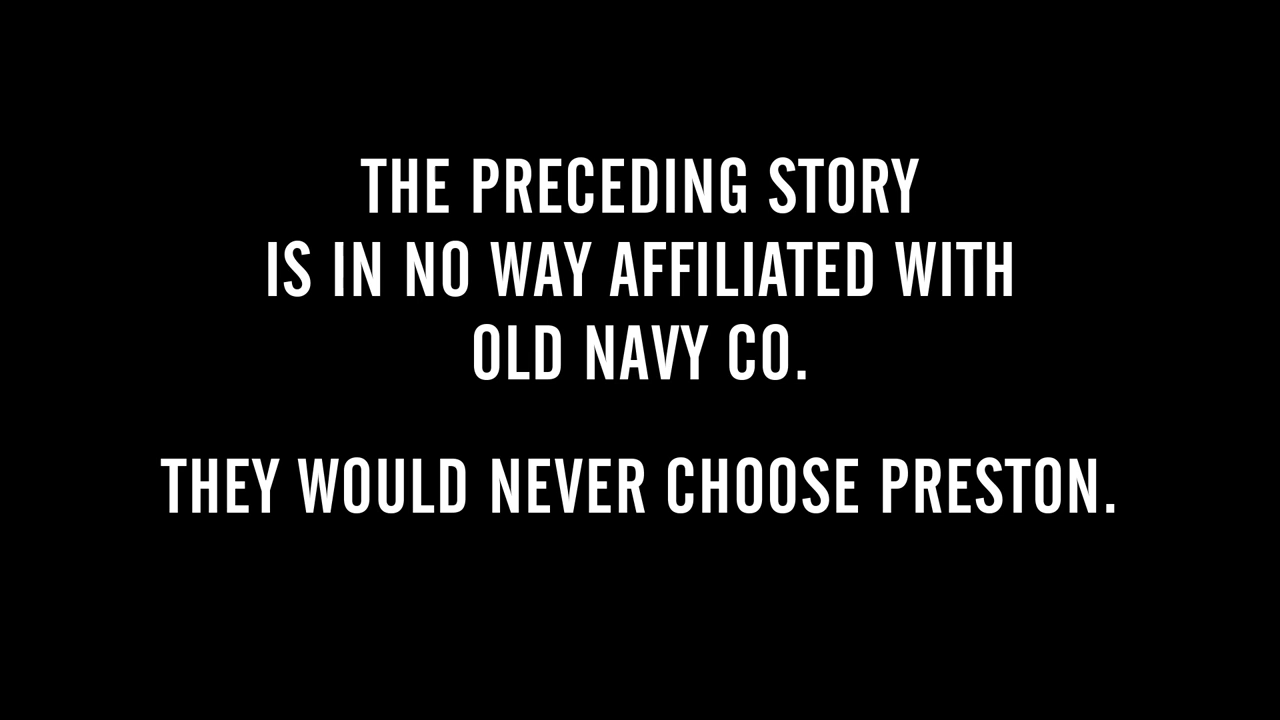 THE PRECEDING STORY
IS IN NO WAY AFFILIATED WITH
OLD NAVY CO.
THEY WOULD NEVER CHOOSE PRESTON.